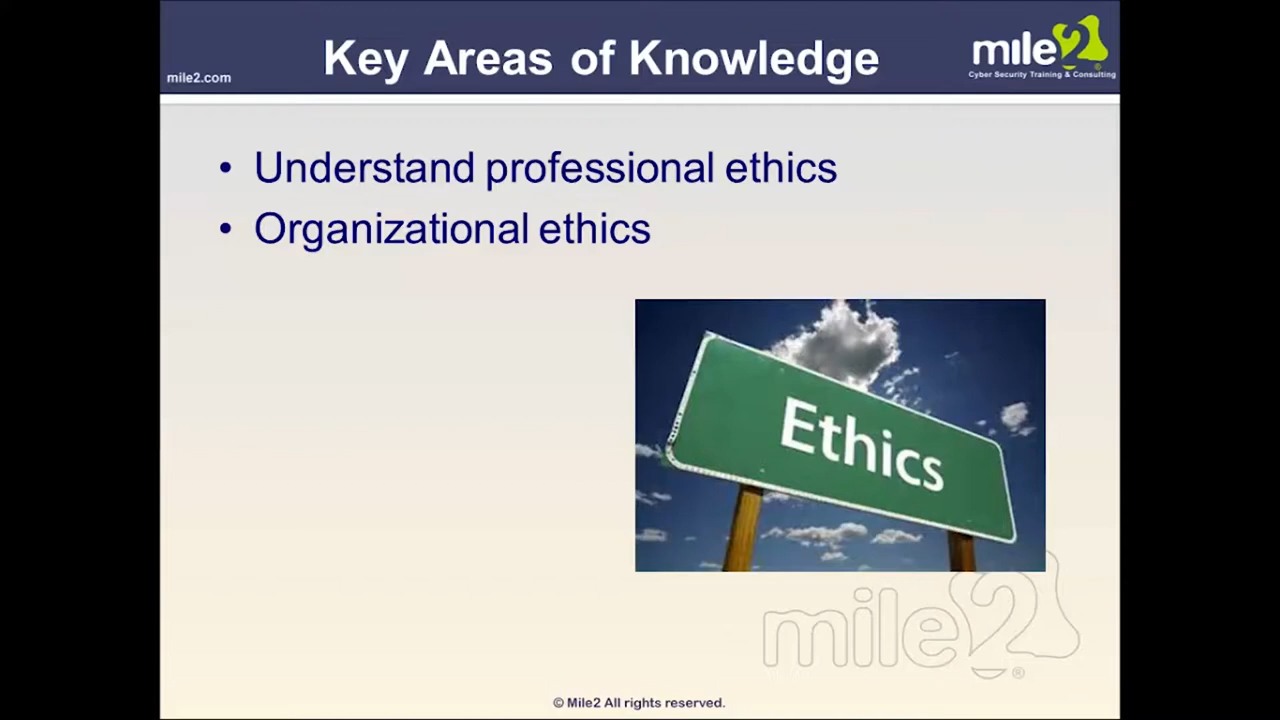 Key Areas of Knowledge
mile2.com
mile2
Cyber Security Training & Consulting
• Understand professional ethics
• Organizational ethics
Ethics
mile2®
© Mile2 All rights reserved.